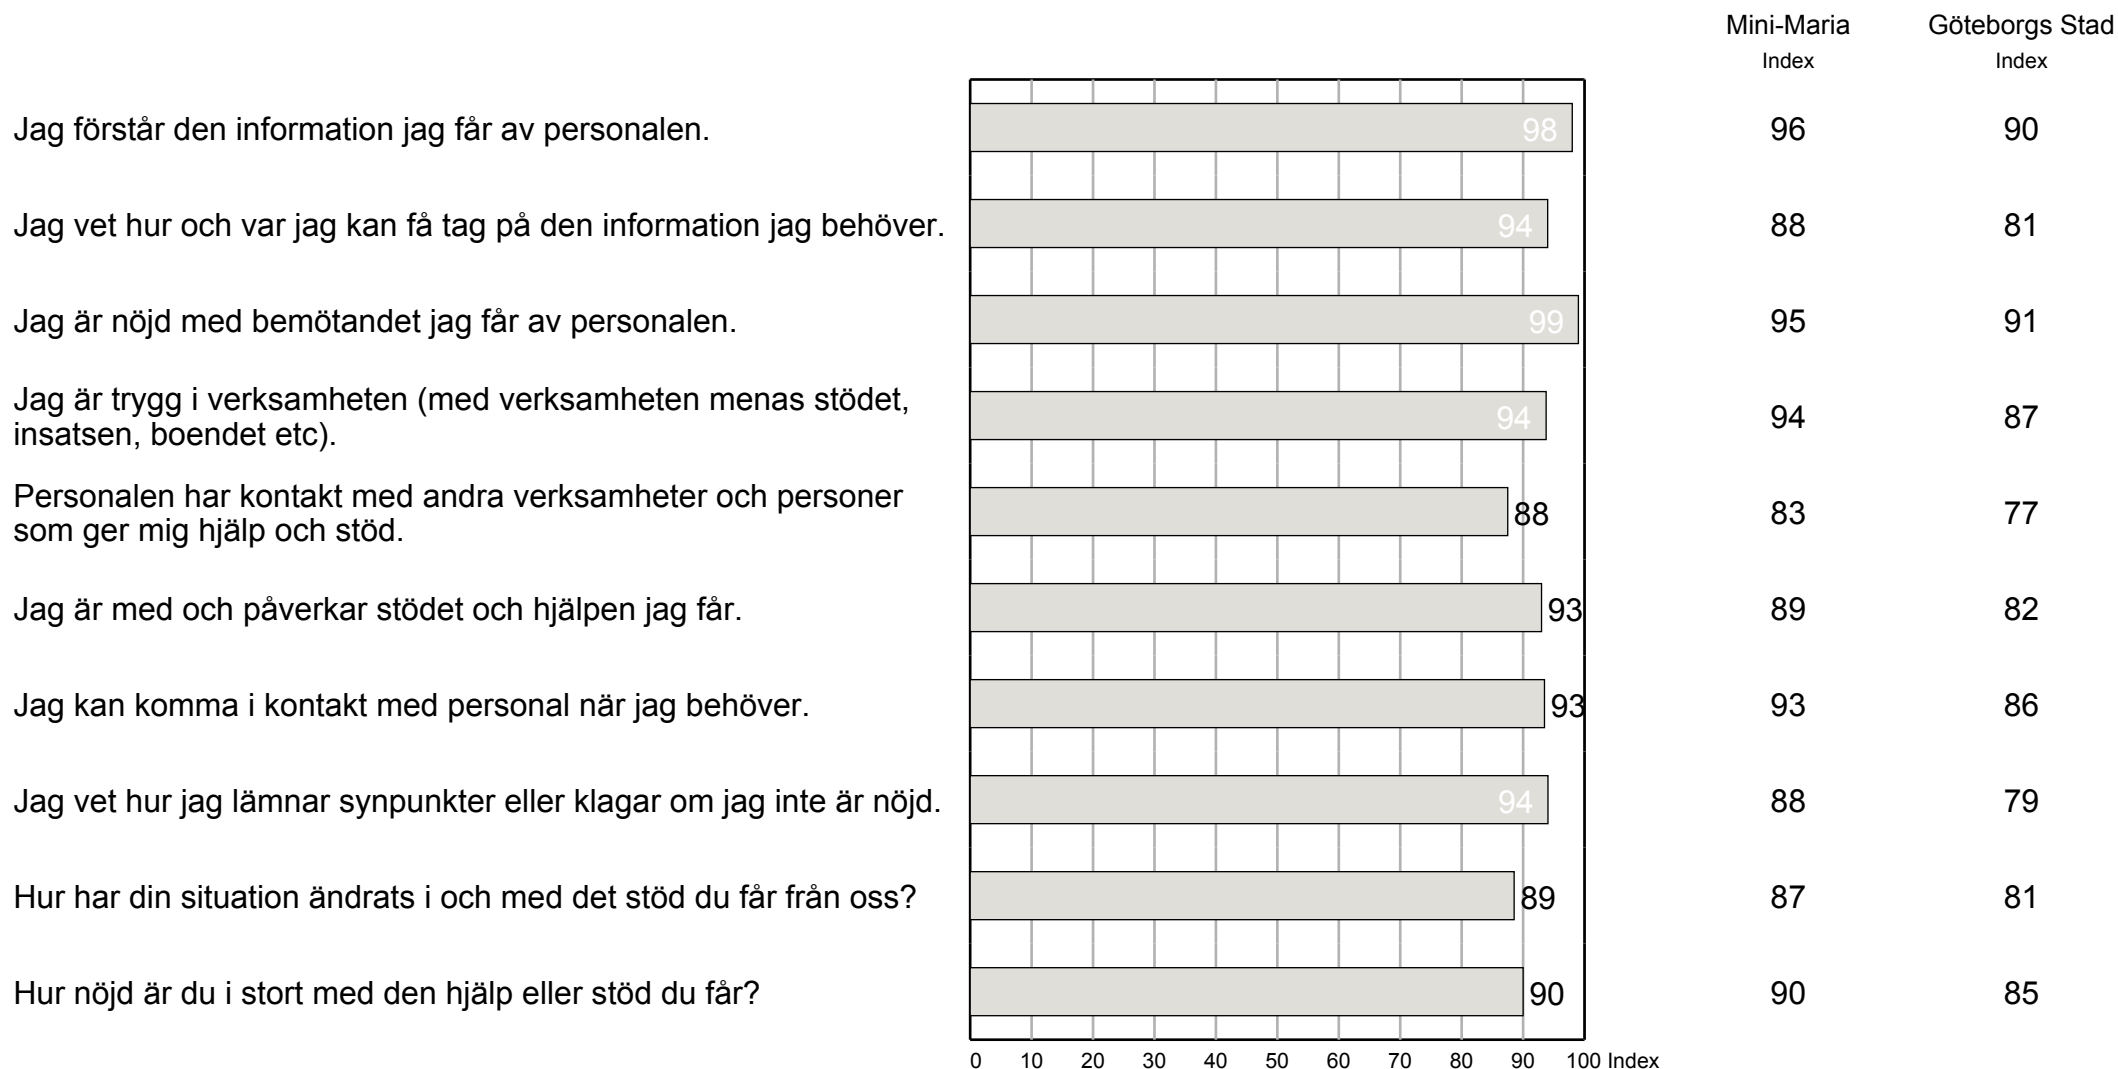 Mini-Maria Göteborgs Stad
Index Index
Jag förstår den information jag får av personalen. 98 96 90
Jag vet hur och var jag kan få tag på den information jag behöver. 94 88 81
Jag är nöjd med bemötandet jag får av personalen. 99 95 91
Jag är trygg i verksamheten (med verksamheten menas stödet,
insatsen, boendet etc). 94 94 87
Personalen har kontakt med andra verksamheter och personer
som ger mig hjälp och stöd. 88 83 77
Jag är med och påverkar stödet och hjälpen jag får. 93 89 82
Jag kan komma i kontakt med personal när jag behöver. 93 93 86
Jag vet hur jag lämnar synpunkter eller klagar om jag inte är nöjd. 94 88 79
Hur har din situation ändrats i och med det stöd du får från oss? 89 87 81
Hur nöjd är du i stort med den hjälp eller stöd du får? 90 90 85
0 10 20 30 40 50 60 70 80 90 100 Index